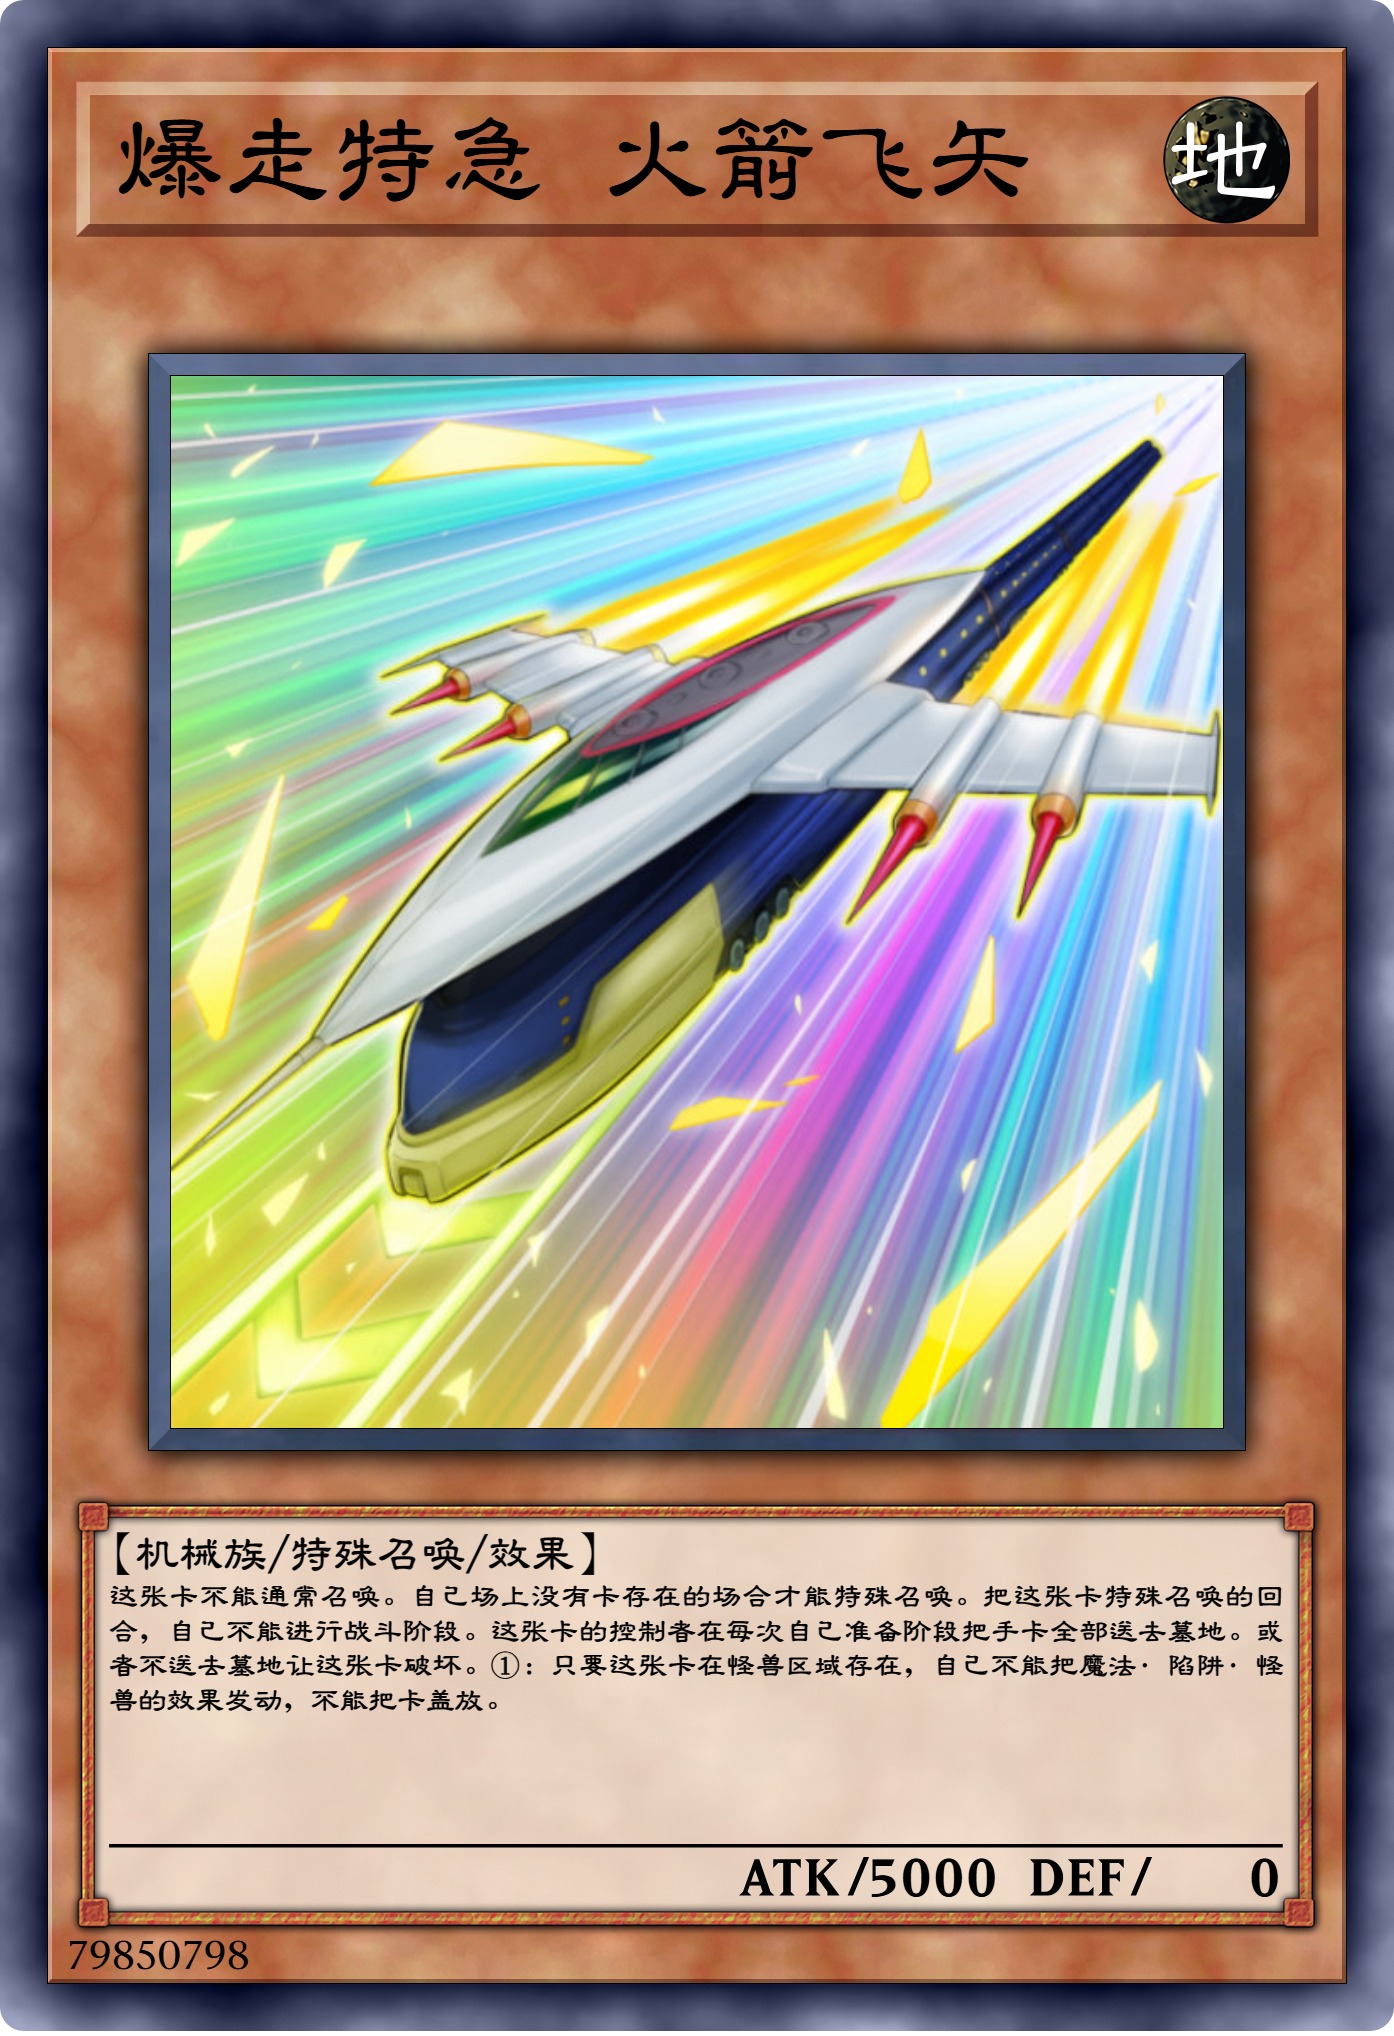 爆走特急 火箭飞矢
地
【机械族/特殊召唤/效果】
这张卡不能通常召唤。自己场上没有卡存在的场合才能特殊召唤。把这张卡特殊召唤的回
合，自己不能进行战斗阶段。这张卡的控制者在每次自己准备阶段把手卡全部送去墓地。或
者不送去墓地让这张卡破坏。①：只要这张卡在怪兽区域存在，自己不能把魔法·陷阱·怪
兽的效果发动，不能把卡盖放。
ATK/5000 DEF/ 0
79850798